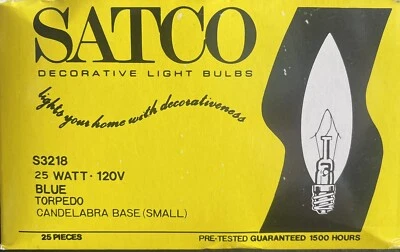 SATCO
DECORATIVE LIGHT BULBS
lights your home with decorativeness
S3218
25 WATT · 120V
BLUE
TORPEDO
CANDELABRA BASE (SMALL)
25 PIECES
PRE-TESTED GUARANTEED 1500 HOURS